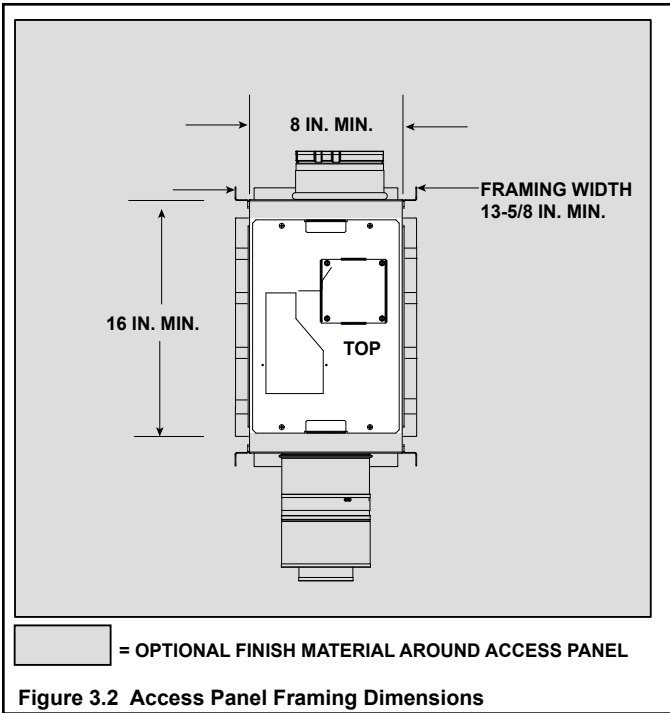 8 IN. MIN.
FRAMING WIDTH
13-5/8 IN. MIN.
16 IN. MIN.
TOP
= OPTIONAL FINISH MATERIAL AROUND ACCESS PANEL
Figure 3.2 Access Panel Framing Dimensions